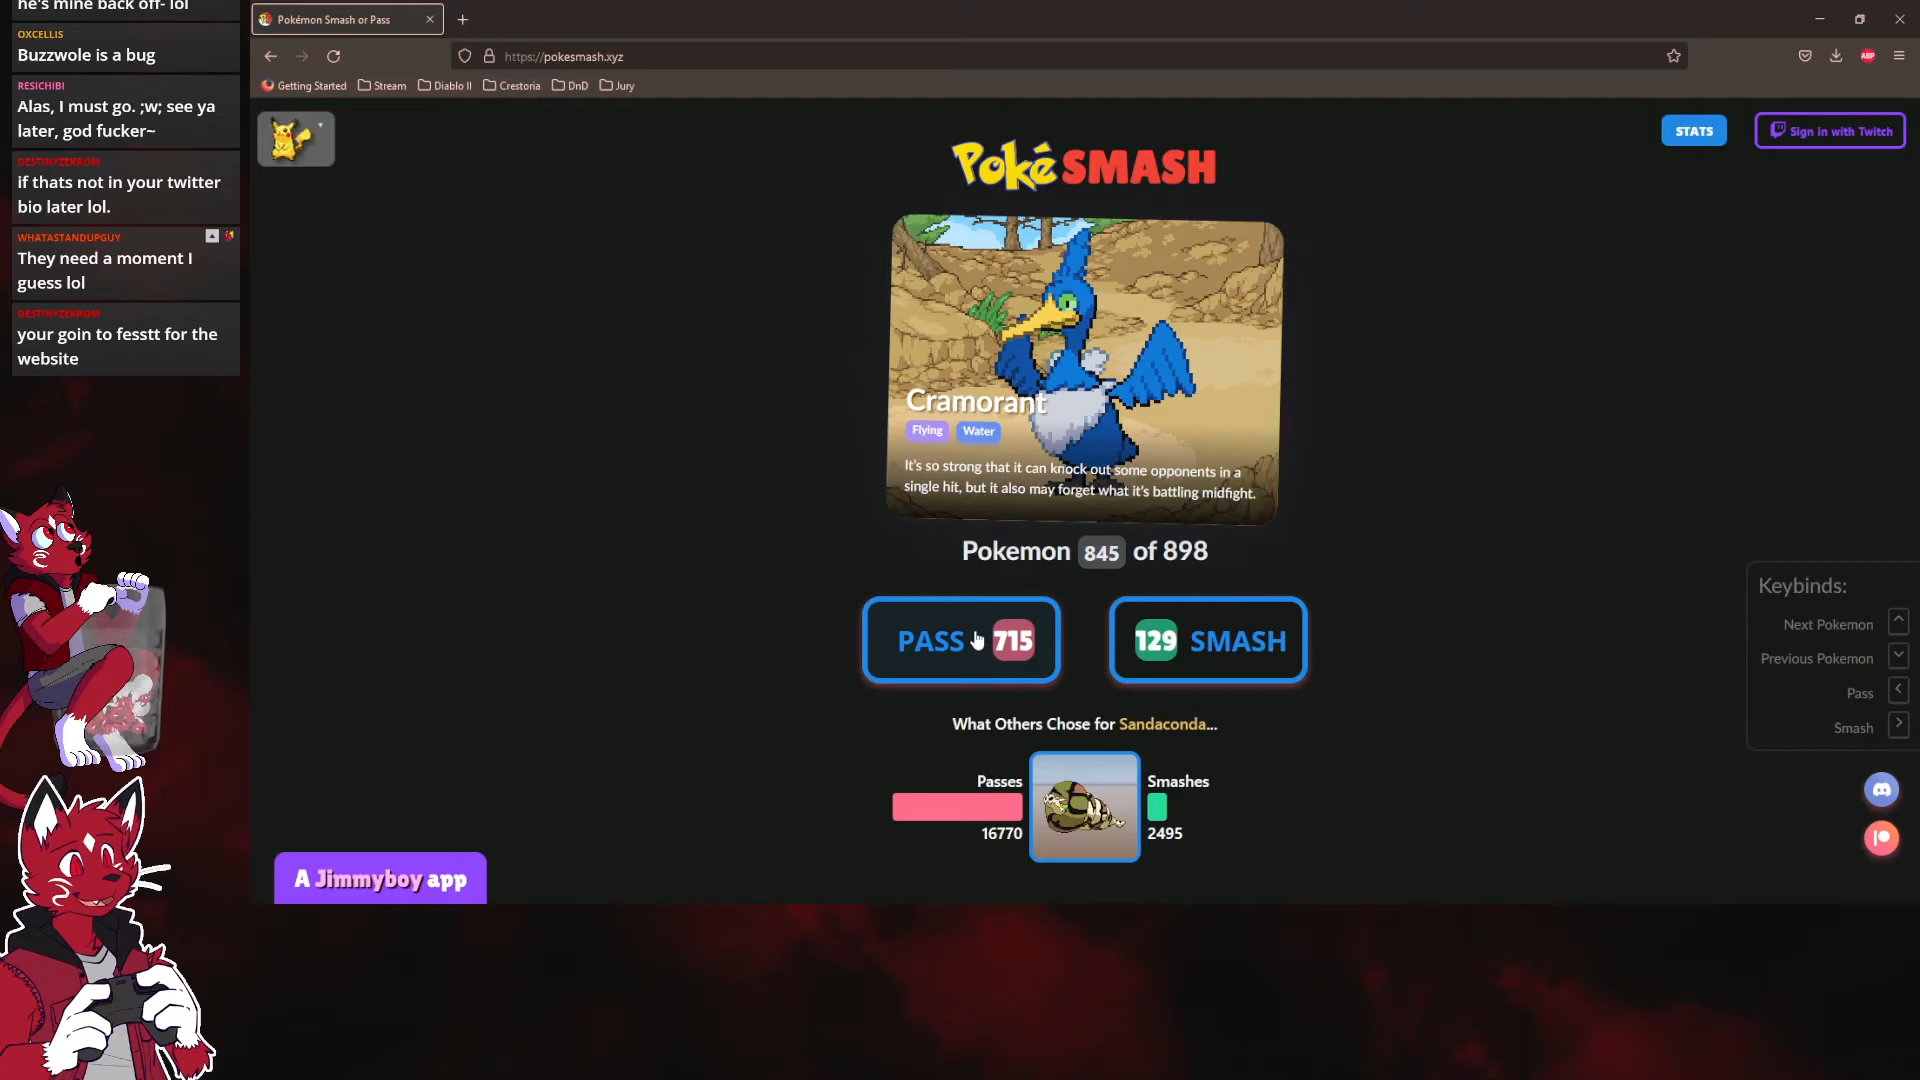 he's mine back off- lol
OXCELLIS
Buzzwole is a bug
RESICHIBI
Alas, I must go. ;w; see ya
later, god fucker~
DESTINYZEKROM
if thats not in your twitter
bio later lol.
WHATASTANDUPGUY
They need a moment I
guess lol
DESTINYZEKROM
your goin to fesstt for the
website
Pokémon Smash or Pass
https://pokesmash.xyz
ABP
Getting Started
Stream
Diablo II
Crestoria
DnD
Jury
STATS
Sign in with Twitch
Poké SMASH
Cramorant
Flying Water
It's so strong that it can knock out some opponents in a
single hit, but it also may forget what it's battling midfight.
Pokemon 845 of 898
PASS 715
129 SMASH
What Others Chose for Sandaconda...
Passes
16770
Smashes
2495
Keybinds:
Next Pokemon
Previous Pokemon
Pass
Smash
A Jimmyboy app